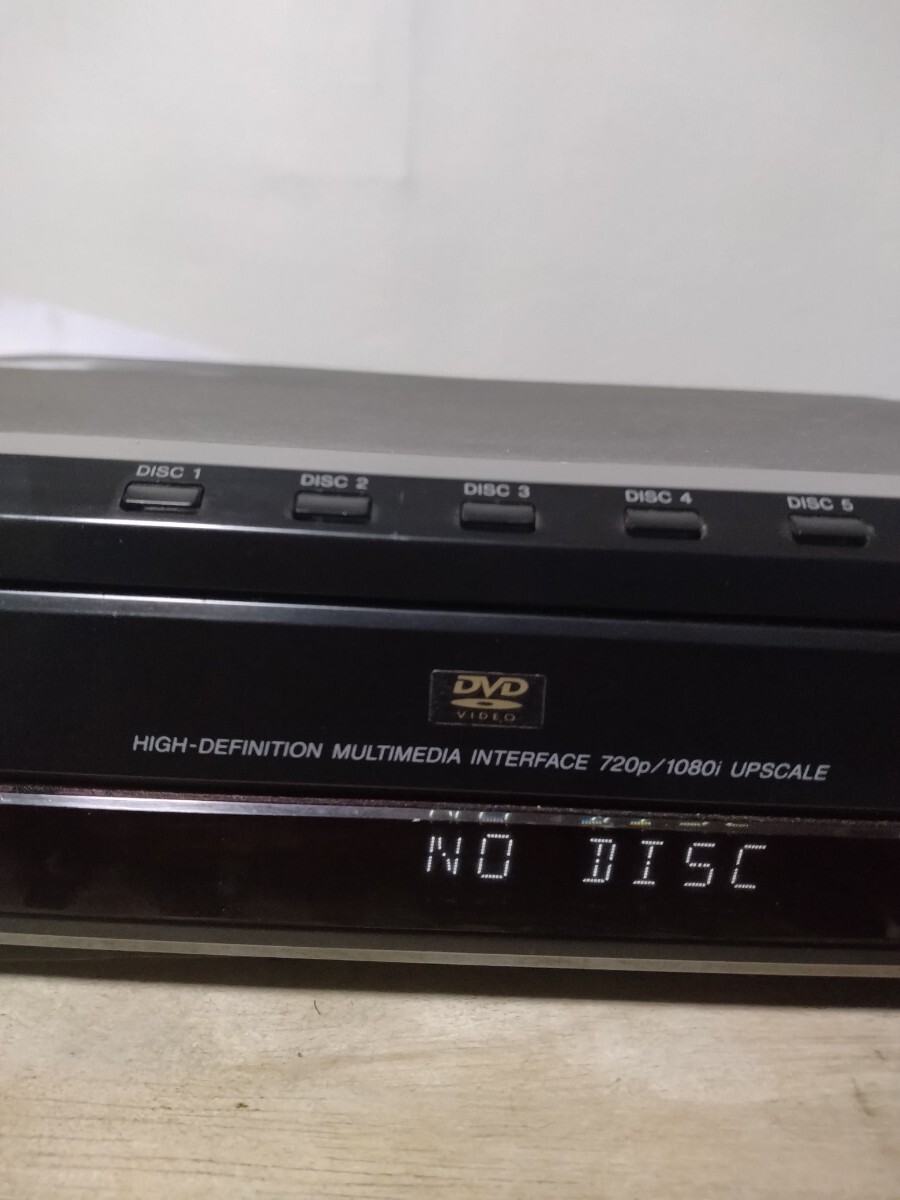 DISC 1 DISC 2 DISC 3 DISC 4 DISC 5
DVD
VIDEO
HIGH-DEFINITION MULTIMEDIA INTERFACE 720p/1080i UPSCALE
NO DISC